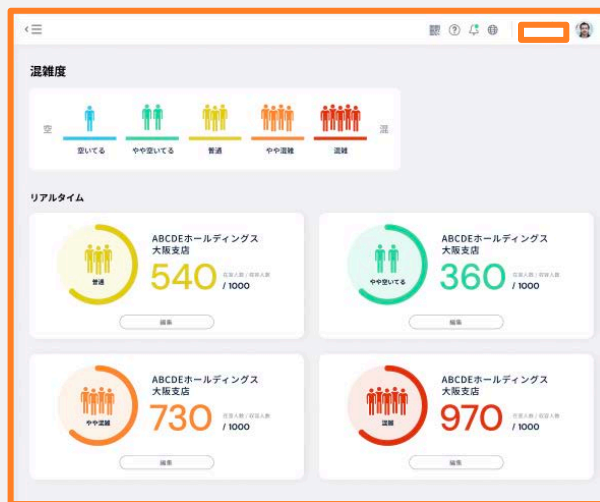 混雑度
空
空いてる
やや空いてる
普通
やや混雑
混雑
混
リアルタイム
普通
ABCDEホールディングス
大阪支店
540
/ 1000
編集
やや空いてる
ABCDEホールディングス
大阪支店
360
/ 1000
編集
やや混雑
ABCDEホールディングス
大阪支店
730
/ 1000
編集
混雑
ABCDEホールディングス
大阪支店
970
/ 1000
編集